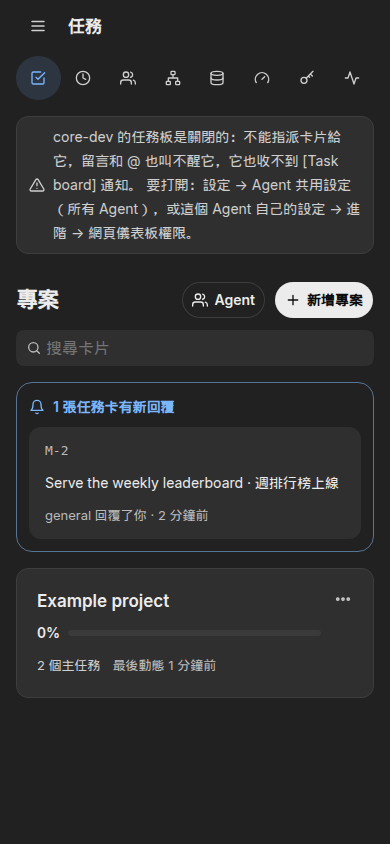 任務
core-dev 的任務板是關閉的：不能指派卡片給
它，留言和 @ 也叫不醒它，它也收不到 [Task
board] 通知。 要打開：設定 → Agent 共用設定
（所有 Agent），或這個 Agent 自己的設定 → 進
階 → 網頁儀表板權限。
專案
Agent
新增專案
搜尋卡片
1 張任務卡有新回覆
M-2
Serve the weekly leaderboard · 週排行榜上線
general 回覆了你 · 2 分鐘前
Example project
0%
2 個主任務 最後動態 1 分鐘前